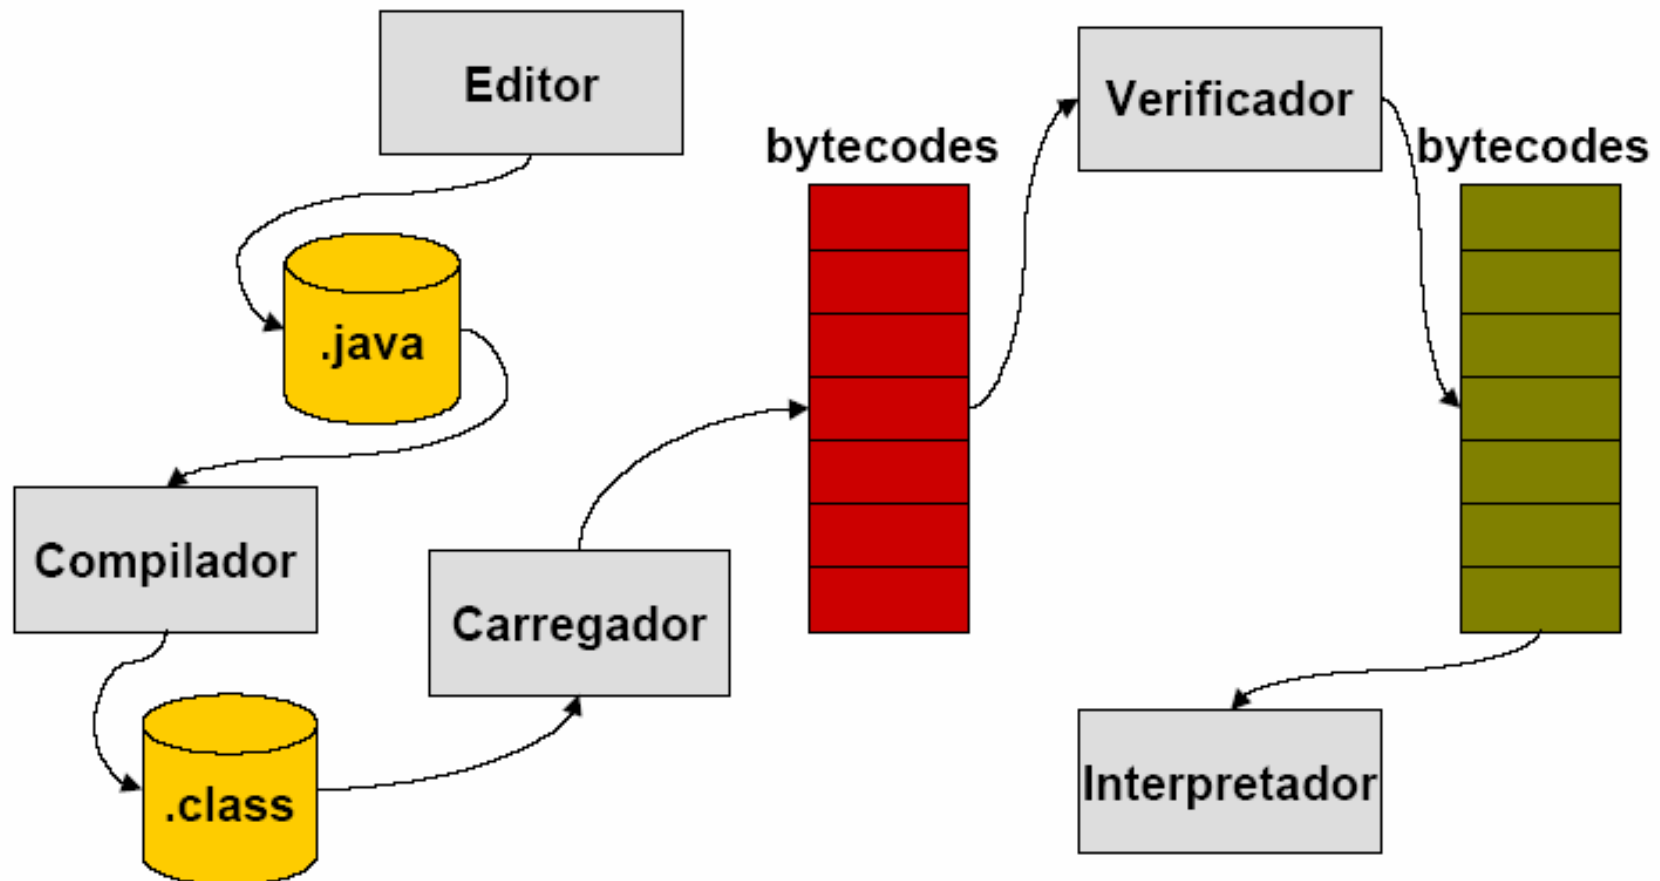 Editor
.java
Compilador
.class
Carregador
bytecodes
Verificador
bytecodes
Interpretador